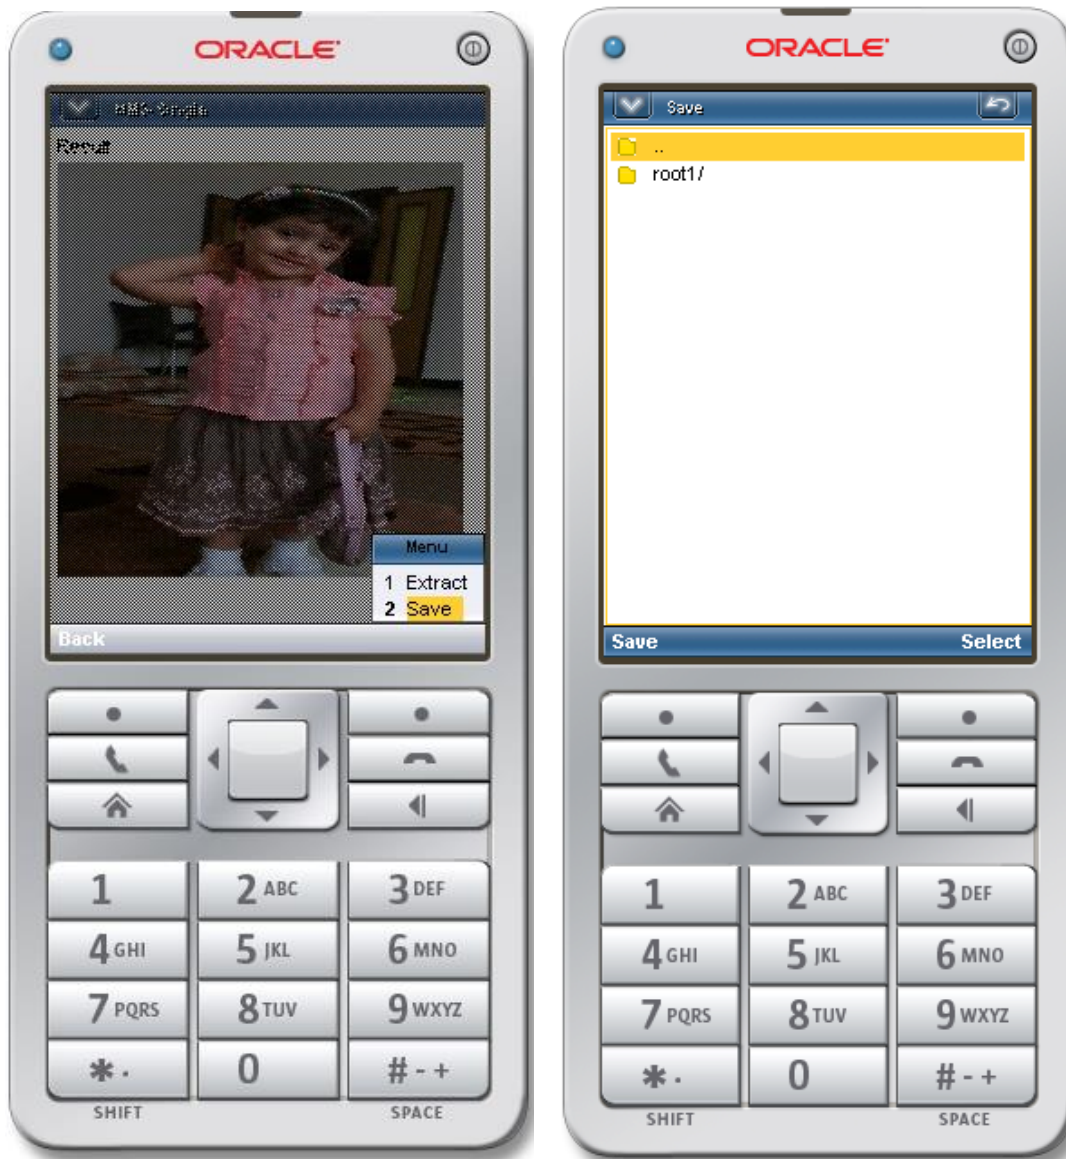 ORACLE
Result
Menu
1 Extract
2 Save
Back
1
2 ABC
3 DEF
4 GHI
5 JKL
6 MNO
7 PQRS
8 TUV
9 WXYZ
* .
0
# - +
SHIFT
SPACE
ORACLE
Save
..
root1/
Save
Select
1
2 ABC
3 DEF
4 GHI
5 JKL
6 MNO
7 PQRS
8 TUV
9 WXYZ
* .
0
# - +
SHIFT
SPACE